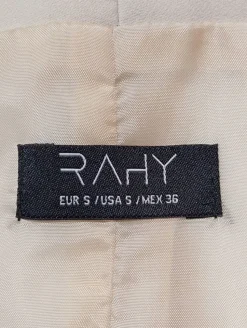 RAHY
EUR S / USA S / MEX 36